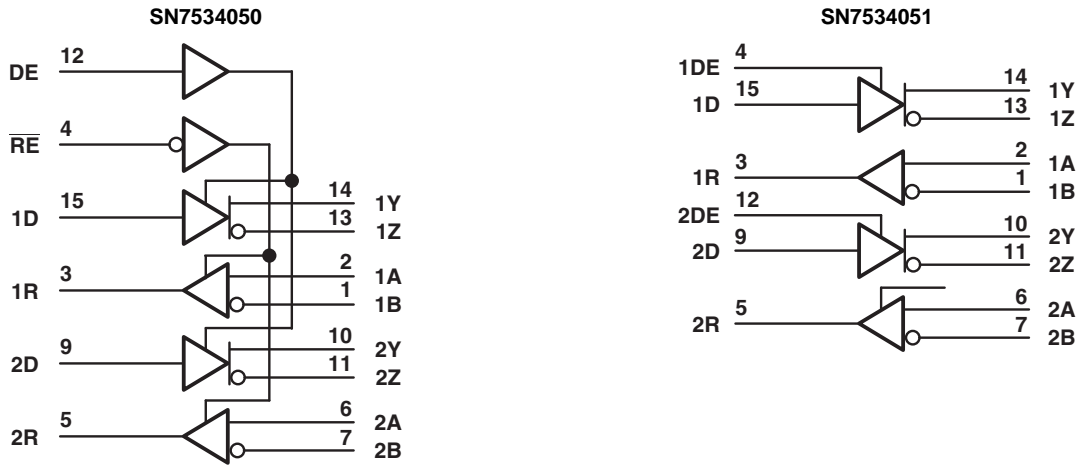 SN7534050
DE 12
RE 4
1D 15
14 1Y
13 1Z
1R 3
2 1A
1 1B
2D 9
10 2Y
11 2Z
2R 5
6 2A
7 2B
SN7534051
1DE 4
1D 15
14 1Y
13 1Z
1R 3
2 1A
1 1B
2DE 12
2D 9
10 2Y
11 2Z
2R 5
6 2A
7 2B